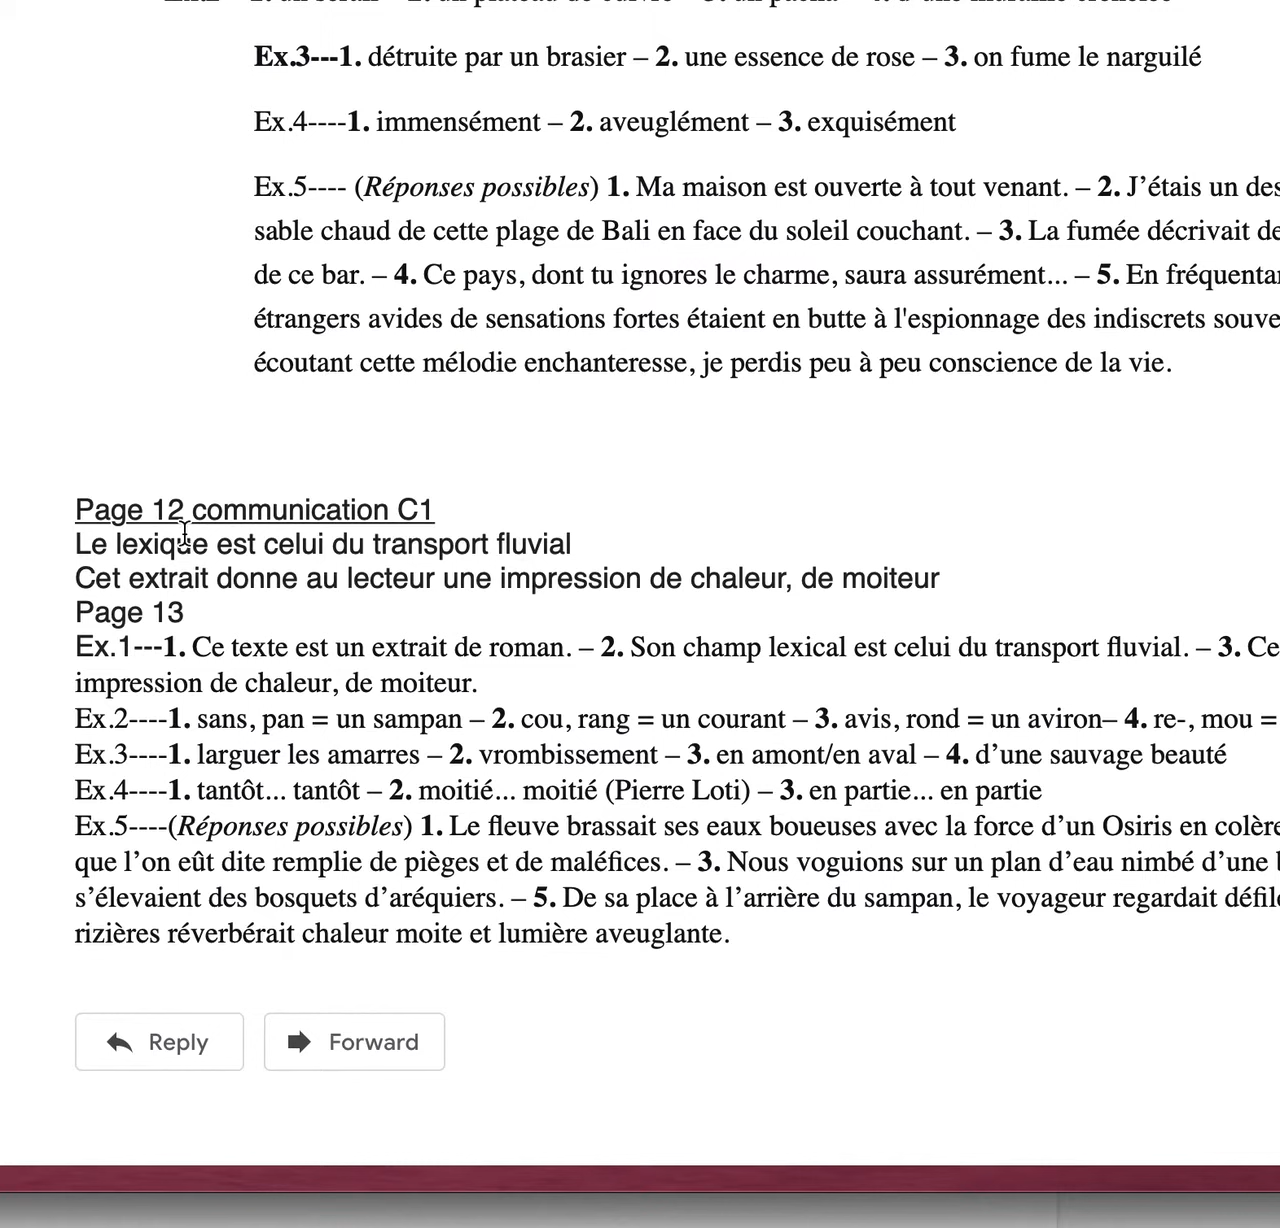 Ex.3---1. détruite par un brasier – 2. une essence de rose – 3. on fume le narguilé
Ex.4----1. immensément – 2. aveuglément – 3. exquisément
Ex.5---- (Réponses possibles) 1. Ma maison est ouverte à tout venant. – 2. J’étais un des
sable chaud de cette plage de Bali en face du soleil couchant. – 3. La fumée décrivait de
de ce bar. – 4. Ce pays, dont tu ignores le charme, saura assurément... – 5. En fréquentan
étrangers avides de sensations fortes étaient en butte à l'espionnage des indiscrets souve
écoutant cette mélodie enchanteresse, je perdis peu à peu conscience de la vie.
Page 12 communication C1
Le lexique est celui du transport fluvial
Cet extrait donne au lecteur une impression de chaleur, de moiteur
Page 13
Ex.1---1. Ce texte est un extrait de roman. – 2. Son champ lexical est celui du transport fluvial. – 3. Ce
impression de chaleur, de moiteur.
Ex.2----1. sans, pan = un sampan – 2. cou, rang = un courant – 3. avis, rond = un aviron– 4. re-, mou =
Ex.3----1. larguer les amarres – 2. vrombissement – 3. en amont/en aval – 4. d’une sauvage beauté
Ex.4----1. tantôt... tantôt – 2. moitié... moitié (Pierre Loti) – 3. en partie... en partie
Ex.5----(Réponses possibles) 1. Le fleuve brassait ses eaux boueuses avec la force d’un Osiris en colère
que l’on eût dite remplie de pièges et de maléfices. – 3. Nous voguions sur un plan d’eau nimbé d’une
s’élevaient des bosquets d’aréquiers. – 5. De sa place à l’arrière du sampan, le voyageur regardait défile
rizières réverbérait chaleur moite et lumière aveuglante.
Reply
Forward